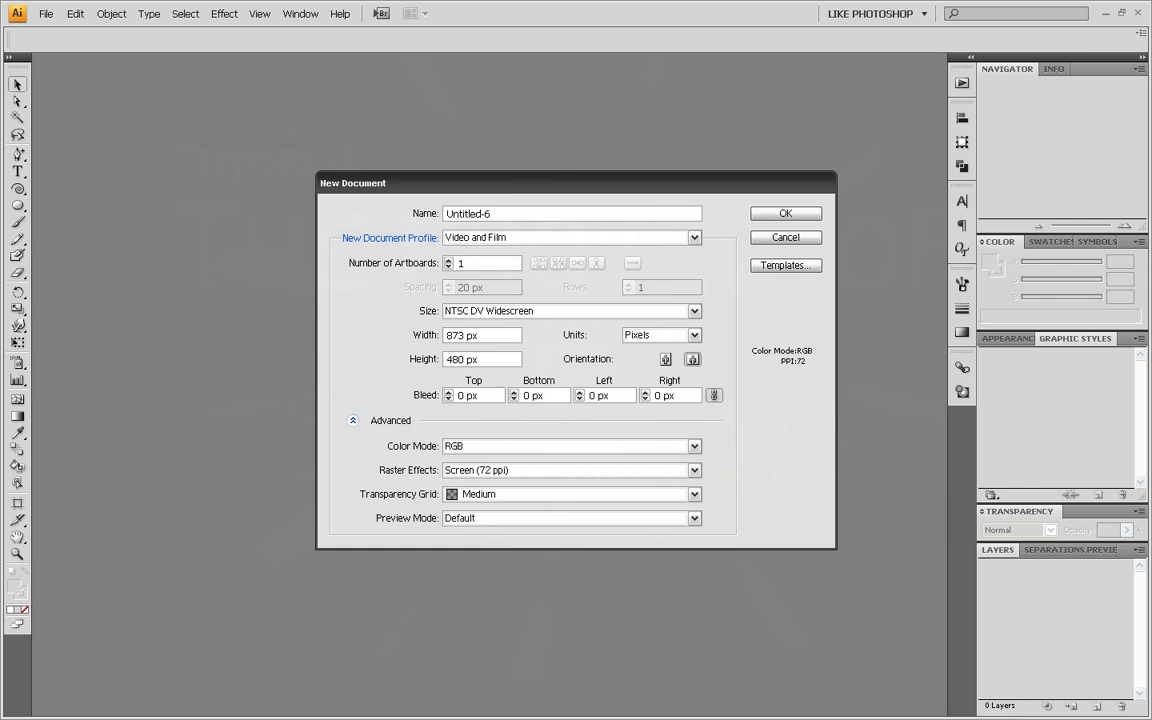 Ai File Edit Object Type Select Effect View Window Help Br LIKE PHOTOSHOP
NAVIGATOR INFO
New Document
Name: Untitled-6 OK
New Document Profile: Video and Film Cancel
Number of Artboards: 1 Templates...
Spacing: 20 px Rows: 1
Size: NTSC DV Widescreen
Width: 873 px Units: Pixels
Height: 480 px Orientation:
Color Mode:RGB
PPI:72
Top Bottom Left Right
Bleed: 0 px 0 px 0 px 0 px
Advanced
Color Mode: RGB
Raster Effects: Screen (72 ppi)
Transparency Grid: Medium
Preview Mode: Default
COLOR SWATCHES SYMBOLS
R
G
B
APPEARANC GRAPHIC STYLES
TRANSPARENCY
Normal Opacity: %
LAYERS SEPARATIONS PREVIE
0 Layers